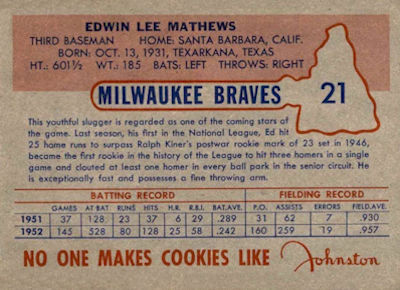 EDWIN LEE MATHEWS
THIRD BASEMAN HOME: SANTA BARBARA, CALIF.
BORN: OCT. 13, 1931, TEXARKANA, TEXAS
HT.: 601½ WT.: 185 BATS: LEFT THROWS: RIGHT
MILWAUKEE BRAVES 21
This youthful slugger is regarded as one of the coming stars of
the game. Last season, his first in the National League, Ed hit
25 home runs to surpass Ralph Kiner's postwar rookie mark of 23 set in 1946,
became the first rookie in the history of the League to hit three homers in a single
game and clouted at least one homer in every ball park in the senior circuit. He
is exceptionally fast and possesses a fine throwing arm.
BATTING RECORD FIELDING RECORD
GAMES AT BAT RUNS HITS H.R. R.B.I. BAT.AVE. P.O. ASSISTS ERRORS FIELD.AVE.
1951 37 128 23 37 6 29 .289 31 62 7 .930
1952 145 528 80 128 25 58 .242 160 259 19 .957
NO ONE MAKES COOKIES LIKE Johnston